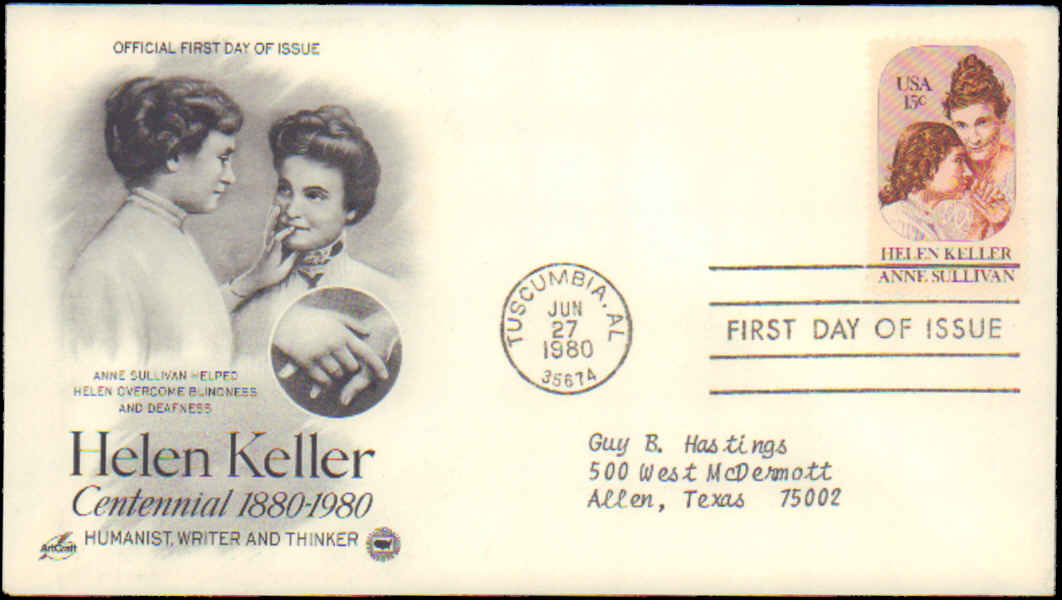 OFFICIAL FIRST DAY OF ISSUE
USA
15c
HELEN KELLER
ANNE SULLIVAN
TUSCUMBIA, AL
JUN
27
1980
35674
FIRST DAY OF ISSUE
ANNE SULLIVAN HELPED
HELEN OVERCOME BLINDNESS
AND DEAFNESS
Helen Keller
Centennial 1880-1980
HUMANIST, WRITER AND THINKER
ArtCraft
Guy B. Hastings
500 West McDermott
Allen, Texas 75002